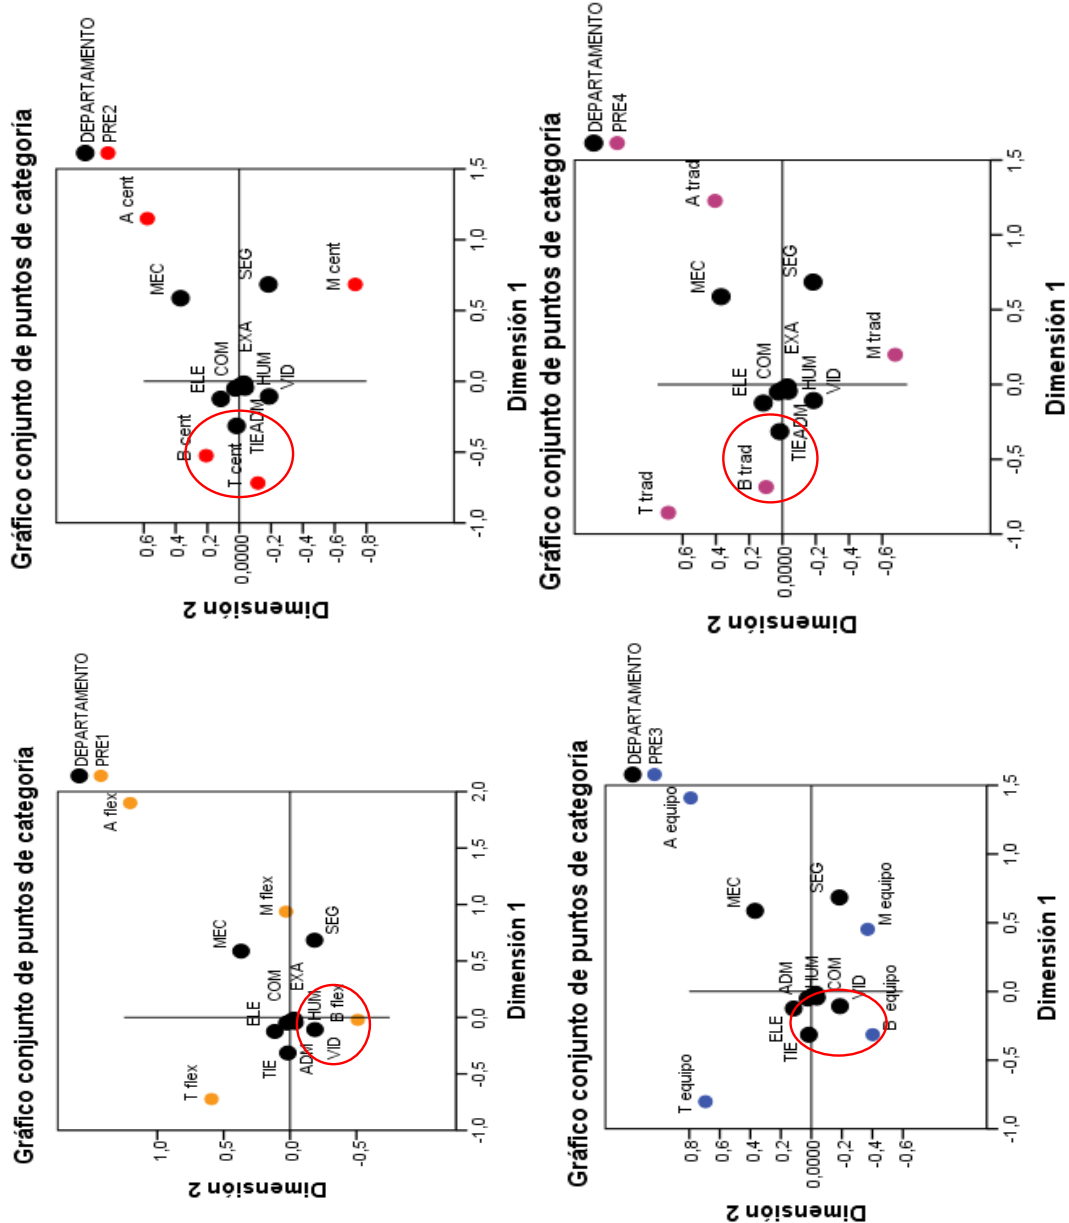 Gráfico conjunto de puntos de categoría
DEPARTAMENTO
PRE1
A flex
MEC
M flex
SEG
COM
EXA
ELE
HUM
B flex
TIE
ADM
VID
T flex
1,0
0,5
0,0
-0,5
Dimensión 2
-1,0
-0,5
0,0
0,5
1,0
1,5
2,0
Dimensión 1
Gráfico conjunto de puntos de categoría
DEPARTAMENTO
PRE2
A cent
MEC
SEG
M cent
COM
EXA
ELE
HUM
VID
B cent
TIEADM
T cent
0,6
0,4
0,2
0,0000
-0,2
-0,4
-0,6
-0,8
Dimensión 2
-1,0
-0,5
0,0
0,5
1,0
1,5
Dimensión 1
Gráfico conjunto de puntos de categoría
DEPARTAMENTO
PRE3
A equipo
MEC
SEG
M equipo
ADM
HUM
COM
VID
ELE
TIE
B equipo
T equipo
0,8
0,6
0,4
0,2
0,0000
-0,2
-0,4
-0,6
Dimensión 2
-1,0
-0,5
0,0
0,5
1,0
1,5
Dimensión 1
Gráfico conjunto de puntos de categoría
DEPARTAMENTO
PRE4
A trad
MEC
SEG
M trad
COM
EXA
ELE
HUM
VID
TIEADM
B trad
T trad
0,6
0,4
0,2
0,0000
-0,2
-0,4
-0,6
Dimensión 2
-1,0
-0,5
0,0
0,5
1,0
1,5
Dimensión 1